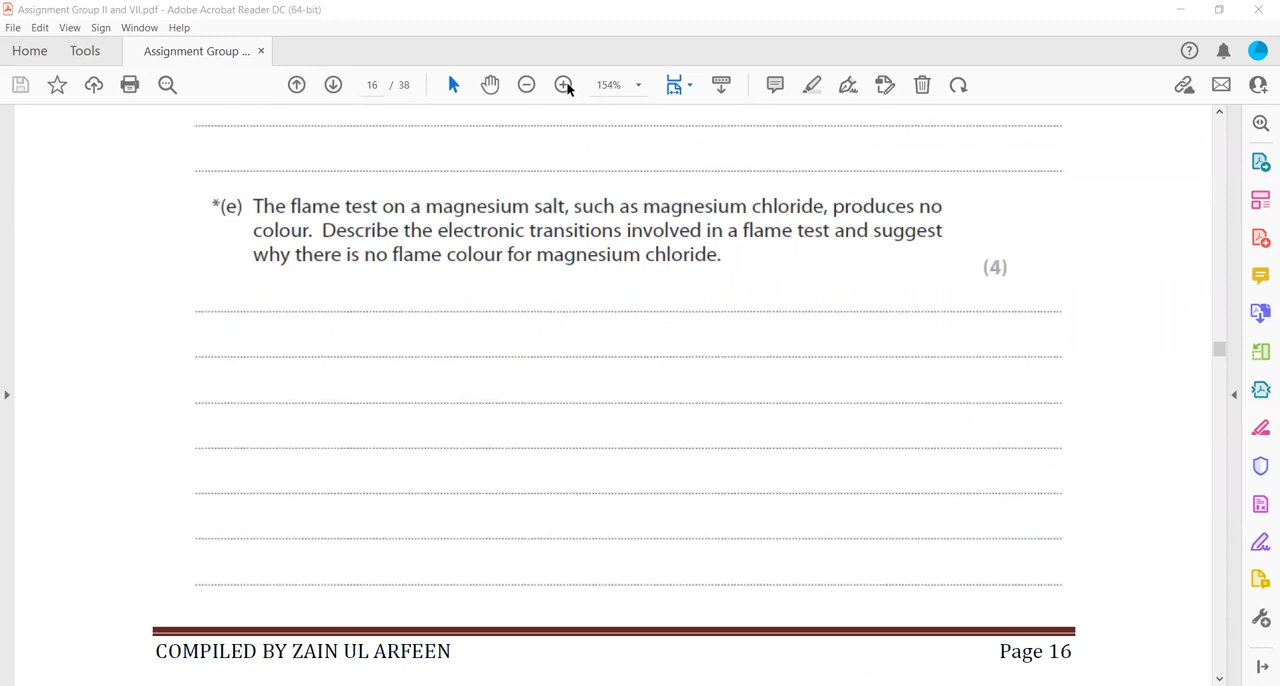 Assignment Group II and VII.pdf - Adobe Acrobat Reader DC (64-bit)
File Edit View Sign Window Help
Home Tools Assignment Group ... ×
16 / 38 154%
*(e) The flame test on a magnesium salt, such as magnesium chloride, produces no
colour. Describe the electronic transitions involved in a flame test and suggest
why there is no flame colour for magnesium chloride.
(4)
COMPILED BY ZAIN UL ARFEEN Page 16